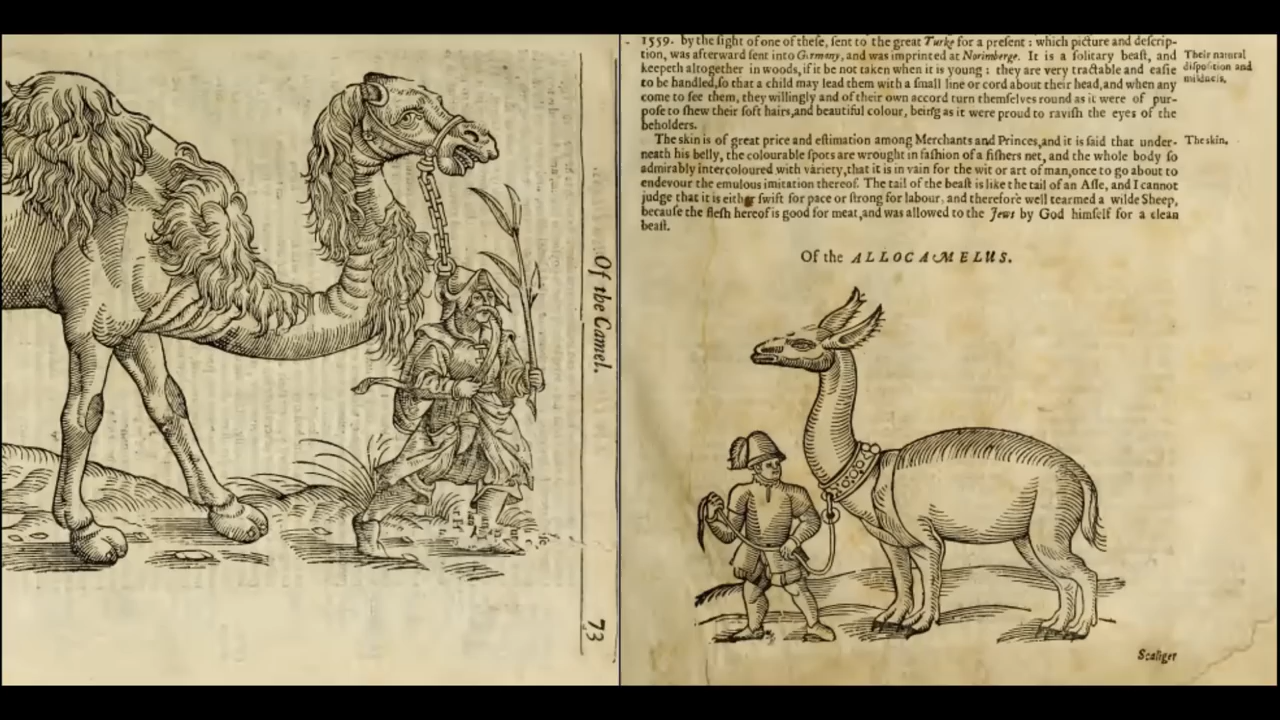 Of the Camel.
73
1559. by the ſight of one of theſe, ſent to the great Turke for a preſent: which picture and deſcrip-
tion, was afterward ſent into Germany, and was imprinted at Norimberge. It is a ſolitary beaſt, and
keepeth altogether in woods, if it be not taken when it is young: they are very tractable and eaſie
to be handled, ſo that a child may lead them with a ſmall line or cord about their head, and when any
come to ſee them, they willingly and of their own accord turn themſelves round as it were of pur-
poſe to ſhew their ſoft hairs, and beautiful colour, being as it were proud to raviſh the eyes of the
beholders.
Their natural
diſpoſition and
mildneſs.
The skin is of great price and eſtimation among Merchants and Princes, and it is ſaid that under-
neath his belly, the colourable ſpots are wrought in faſhion of a fiſhers net, and the whole body ſo
admirably intercoloured with variety, that it is in vain for the wit or art of man, once to go about to
endevour the emulous imitation thereof. The tail of the beaſt is like the tail of an Aſſe, and I cannot
judge that it is either ſwift for pace or ſtrong for labour, and therefore well tearmed a wilde Sheep,
becauſe the fleſh hereof is good for meat, and was allowed to the Jews by God himſelf for a clean
beaſt.
The skin.
Of the ALLOCAMELUS.
Scaliger